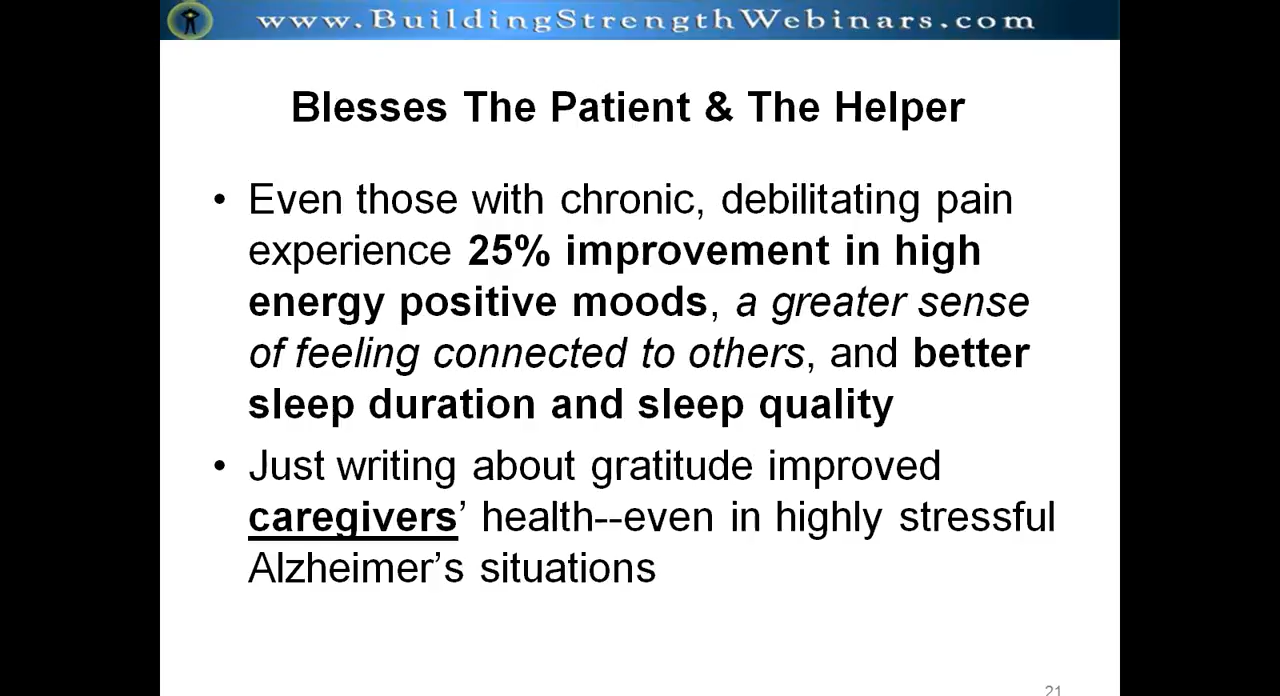 www.BuildingStrengthWebinars.com
Blesses The Patient & The Helper
• Even those with chronic, debilitating pain
experience 25% improvement in high
energy positive moods, a greater sense
of feeling connected to others, and better
sleep duration and sleep quality
• Just writing about gratitude improved
caregivers’ health--even in highly stressful
Alzheimer’s situations
21